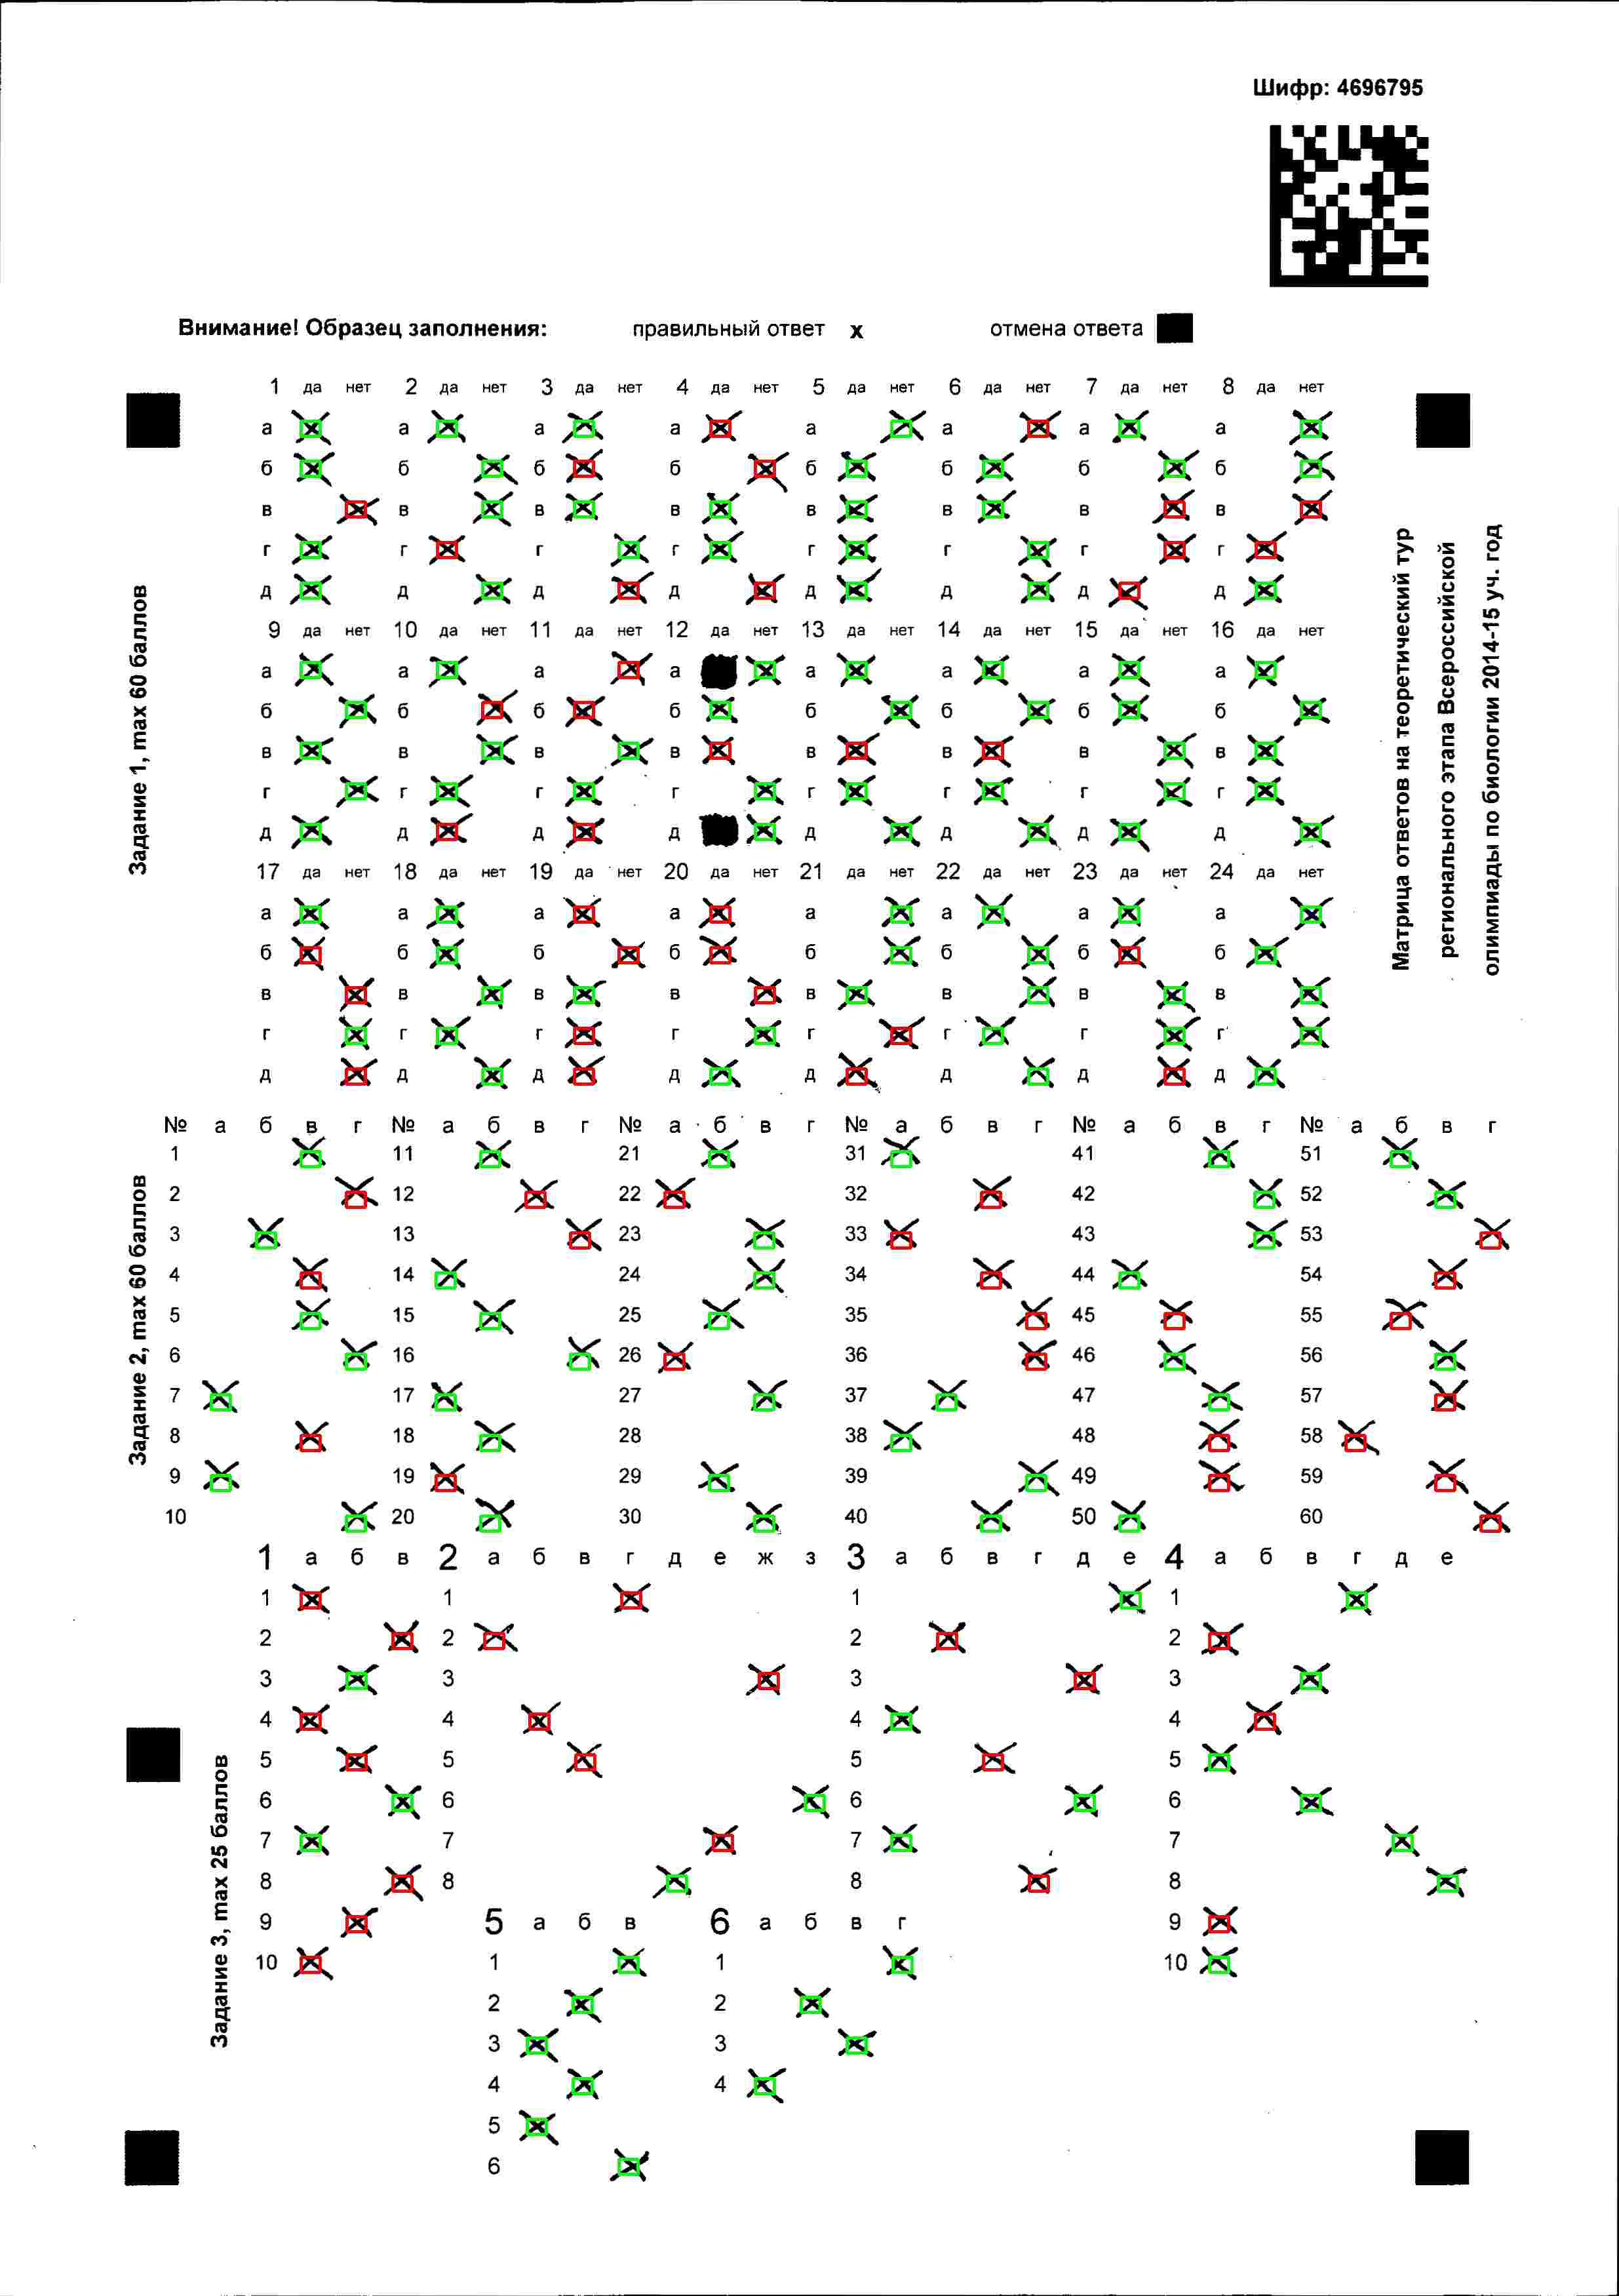 Шифр: 4696795
Внимание! Образец заполнения: правильный ответ х отмена ответа
Задание 1, max 60 баллов
1 да нет 2 да нет 3 да нет 4 да нет 5 да нет 6 да нет 7 да нет 8 да нет
а а а а а а а а
б б б б б б б б
в в в в в в в в
г г г г г г г г
д д д д д д д д
9 да нет 10 да нет 11 да нет 12 да нет 13 да нет 14 да нет 15 да нет 16 да нет
а а а а а а а а
б б б б б б б б
в в в в в в в в
г г г г г г г г
д д д д д д д д
17 да нет 18 да нет 19 да нет 20 да нет 21 да нет 22 да нет 23 да нет 24 да нет
а а а а а а а а
б б б б б б б б
в в в в в в в в
г г г г г г г г
д д д д д д д д
Матрица ответов на теоретический тур
регионального этапа Всероссийской
олимпиады по биологии 2014-15 уч. год
Задание 2, max 60 баллов
№ а б в г № а б в г № а б в г № а б в г № а б в г № а б в г
1 11 21 31 41 51
2 12 22 32 42 52
3 13 23 33 43 53
4 14 24 34 44 54
5 15 25 35 45 55
6 16 26 36 46 56
7 17 27 37 47 57
8 18 28 38 48 58
9 19 29 39 49 59
10 20 30 40 50 60
Задание 3, max 25 баллов
1 а б в 2 а б в г д е ж з 3 а б в г д е 4 а б в г д е
1 1 1 1
2 2 2 2
3 3 3 3
4 4 4 4
5 5 5 5
6 6 6 6
7 7 7 7
8 8 8 8
9 5 а б в 6 а б в г 9
10 1 1 10
2 2
3 3
4 4
5
6